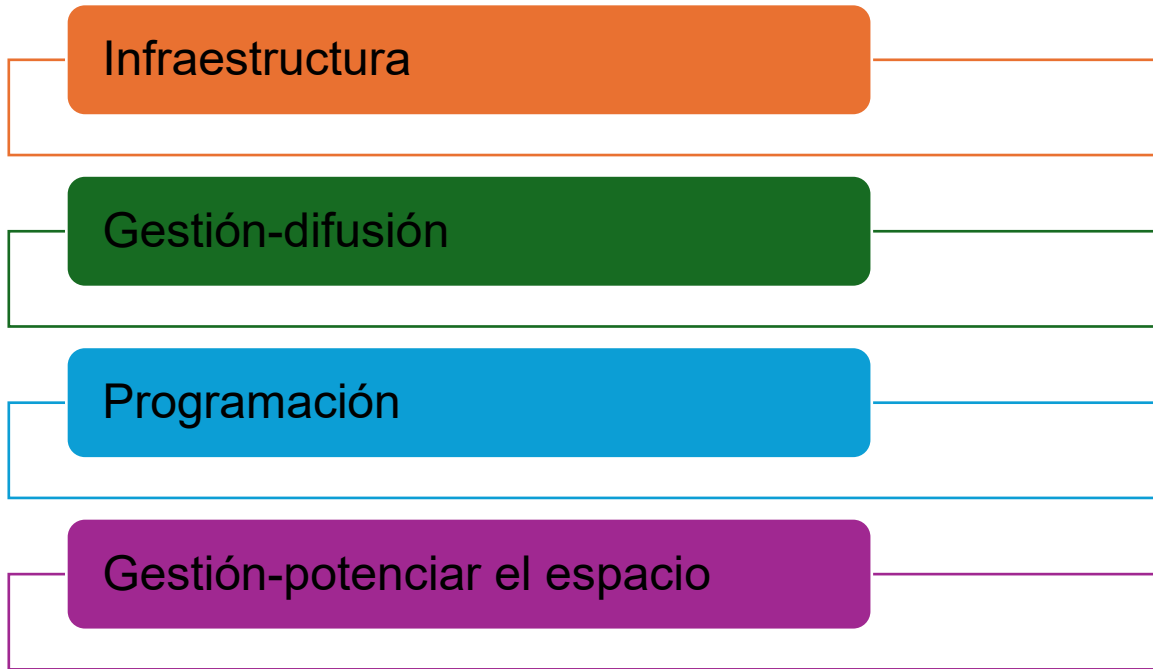 Infraestructura
Gestión-difusión
Programación
Gestión-potenciar el espacio